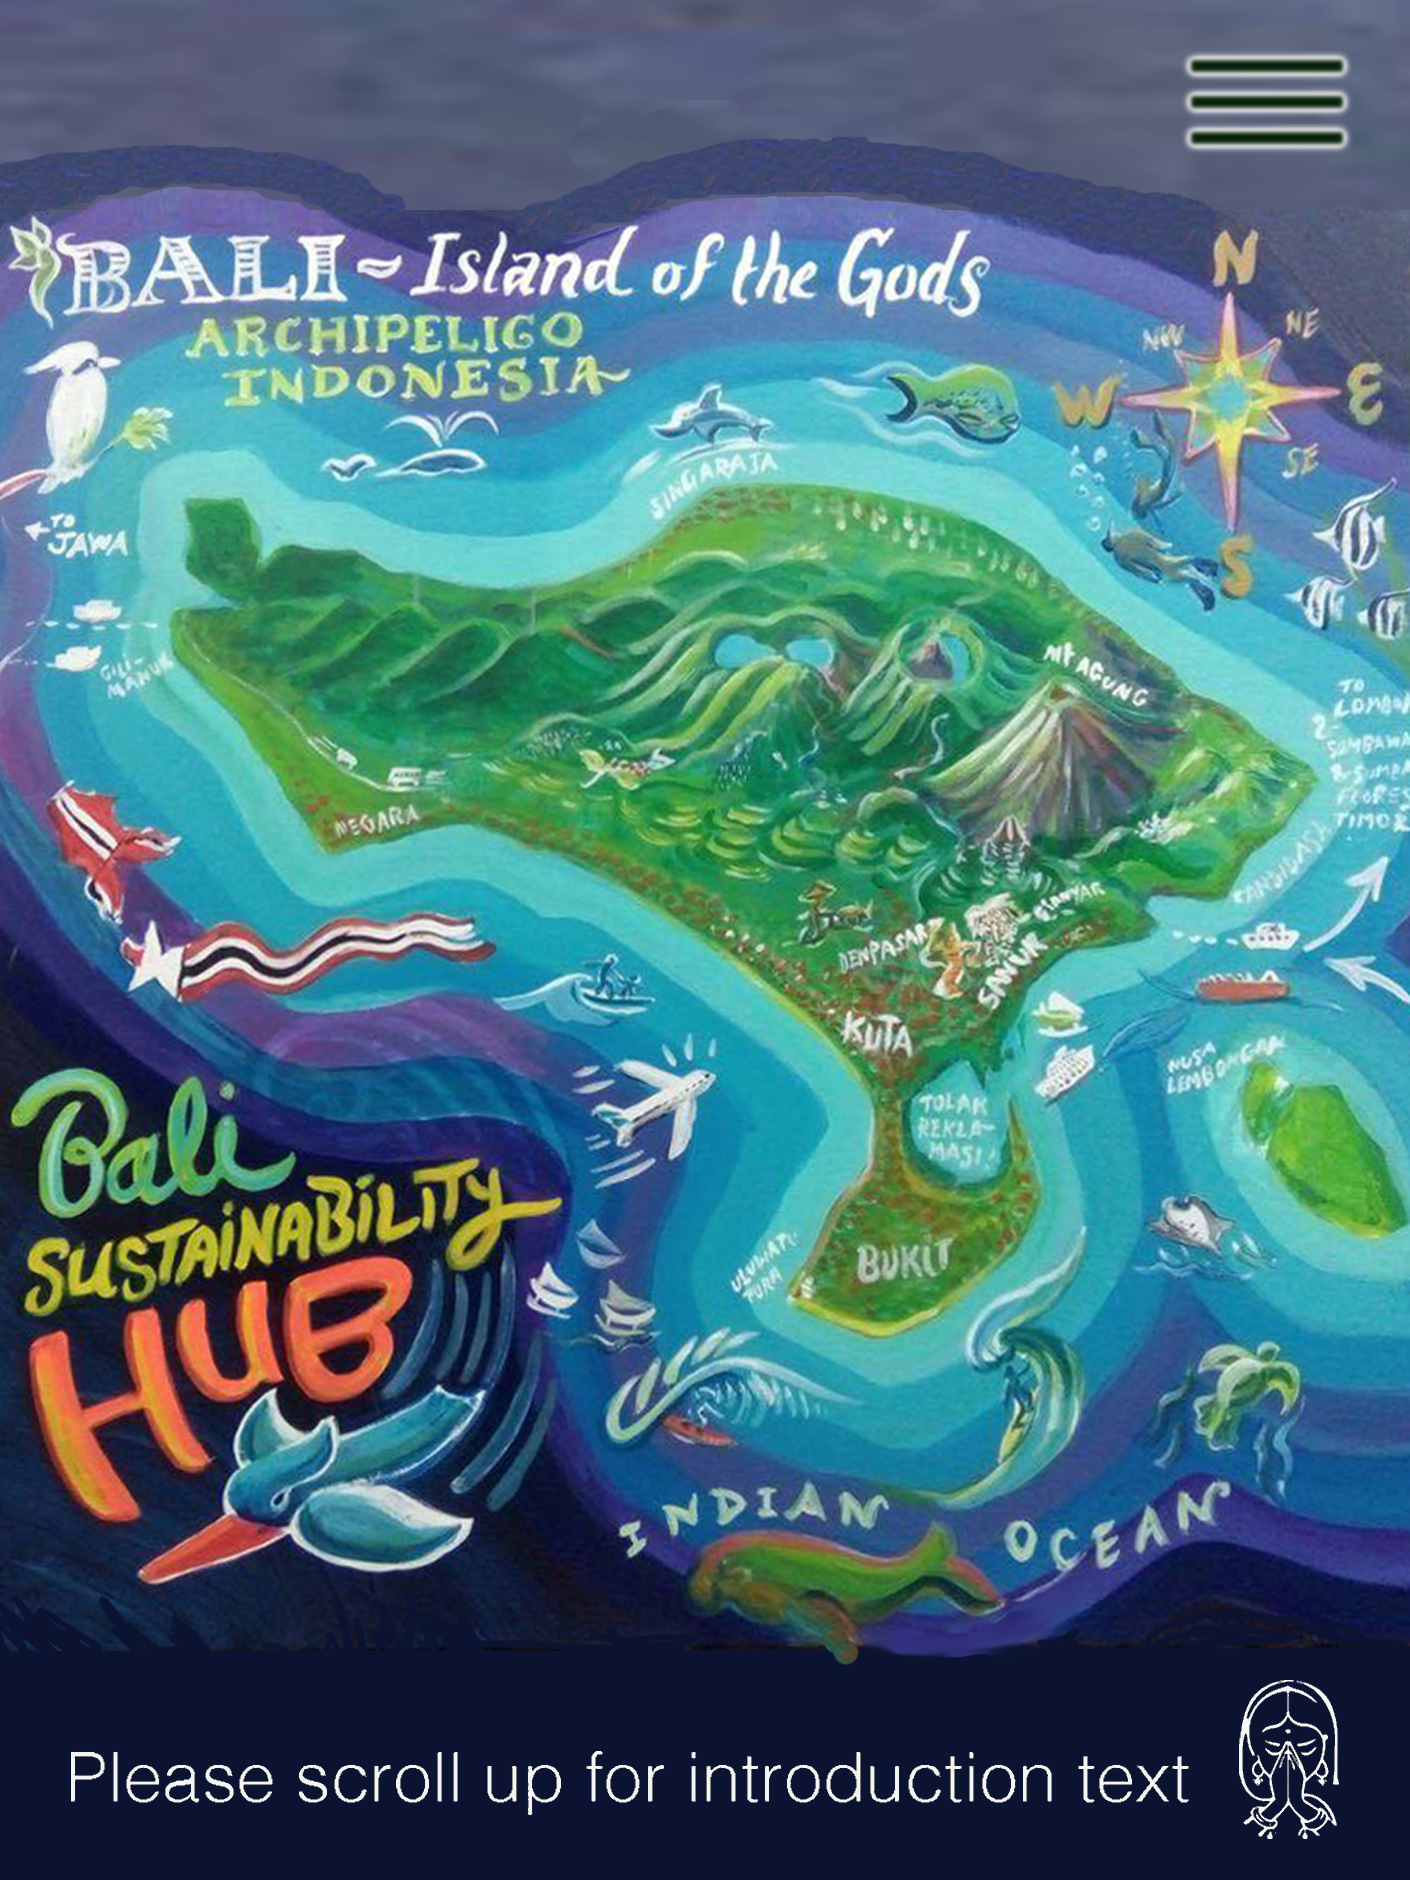 BALI ~ Island of the Gods
ARCHIPELIGO
INDONESIA
N
NW
NE
W
E
SE
S
SINGARAJA
TO
JAWA
GILI-
MANUK
MT AGUNG
TO
LOMBOK
SUMBAWA
& SUMBA
FLORES
TIMOR
NEGARA
GIANYAR
DENPASAR
SANUR
KUTA
NUSA
LEMBONGAN
TOLAK
REKLA-
MASI!
Bali
SUSTAINABILITY
HUB
BUKIT
ULUWATU
PURA
INDIAN OCEAN
Please scroll up for introduction text